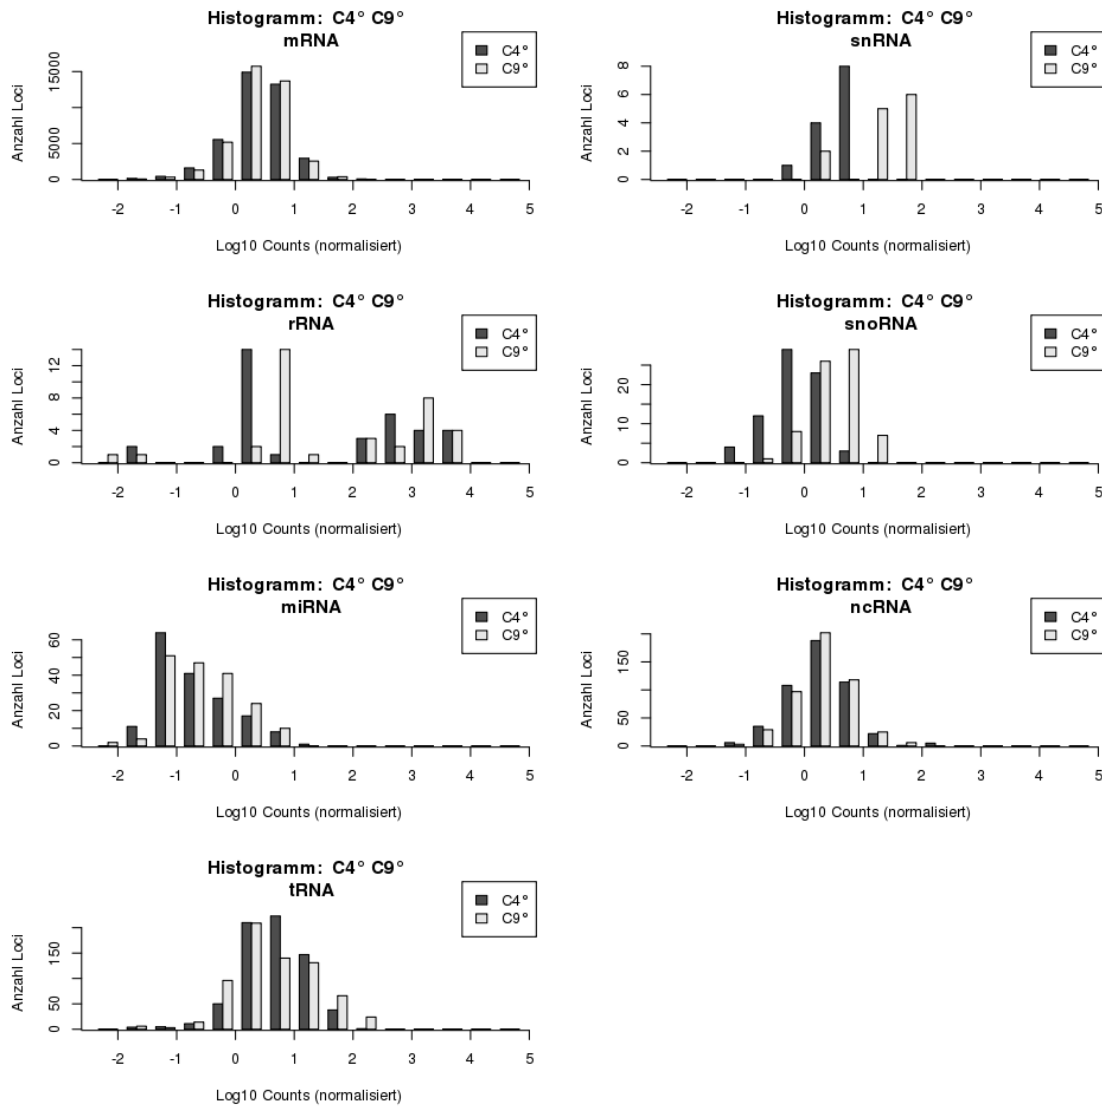 Histogramm: C4° C9°
mRNA
C4°
C9°
Anzahl Loci
0
5000
15000
-2 -1 0 1 2 3 4 5
Log10 Counts (normalisiert)
Histogramm: C4° C9°
snRNA
C4°
C9°
Anzahl Loci
0 2 4 6 8
-2 -1 0 1 2 3 4 5
Log10 Counts (normalisiert)
Histogramm: C4° C9°
rRNA
C4°
C9°
Anzahl Loci
0 4 8 12
-2 -1 0 1 2 3 4 5
Log10 Counts (normalisiert)
Histogramm: C4° C9°
snoRNA
C4°
C9°
Anzahl Loci
0 10 20
-2 -1 0 1 2 3 4 5
Log10 Counts (normalisiert)
Histogramm: C4° C9°
miRNA
C4°
C9°
Anzahl Loci
0 20 40 60
-2 -1 0 1 2 3 4 5
Log10 Counts (normalisiert)
Histogramm: C4° C9°
ncRNA
C4°
C9°
Anzahl Loci
0 50 150
-2 -1 0 1 2 3 4 5
Log10 Counts (normalisiert)
Histogramm: C4° C9°
tRNA
C4°
C9°
Anzahl Loci
0 50 150
-2 -1 0 1 2 3 4 5
Log10 Counts (normalisiert)